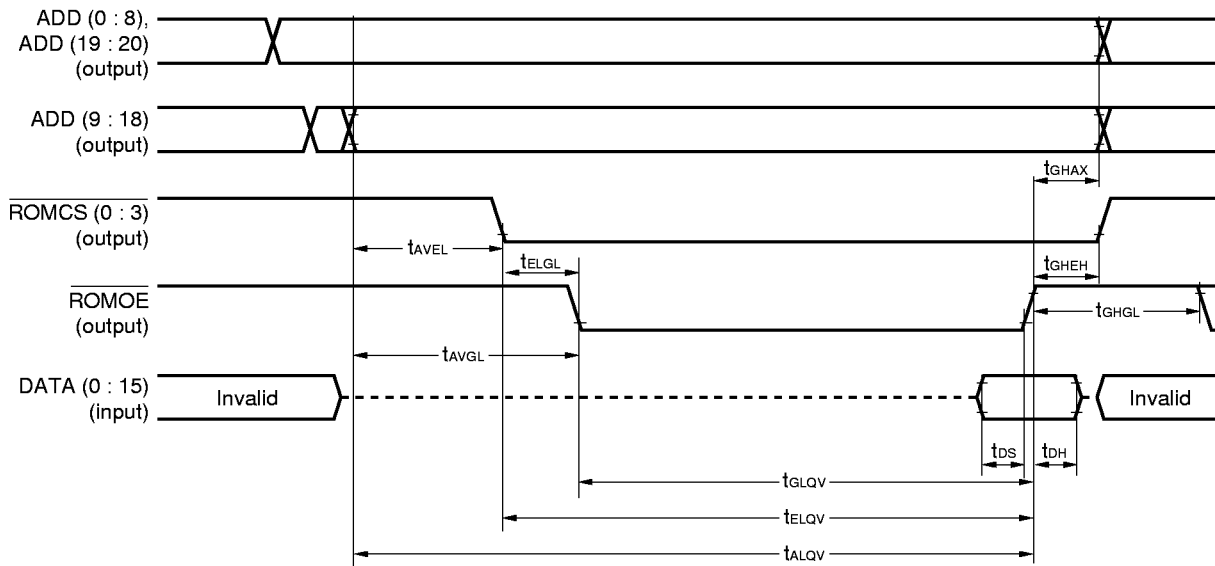 ADD (0 : 8),
ADD (19 : 20)
(output)
ADD (9 : 18)
(output)
tGHAX
ROMCS (0 : 3)
(output)
tAVEL
tELGL
tGHEH
ROMOE
(output)
tGHGL
tAVGL
DATA (0 : 15)
(input)
Invalid
Invalid
tDS
tDH
tGLQV
tELQV
tALQV